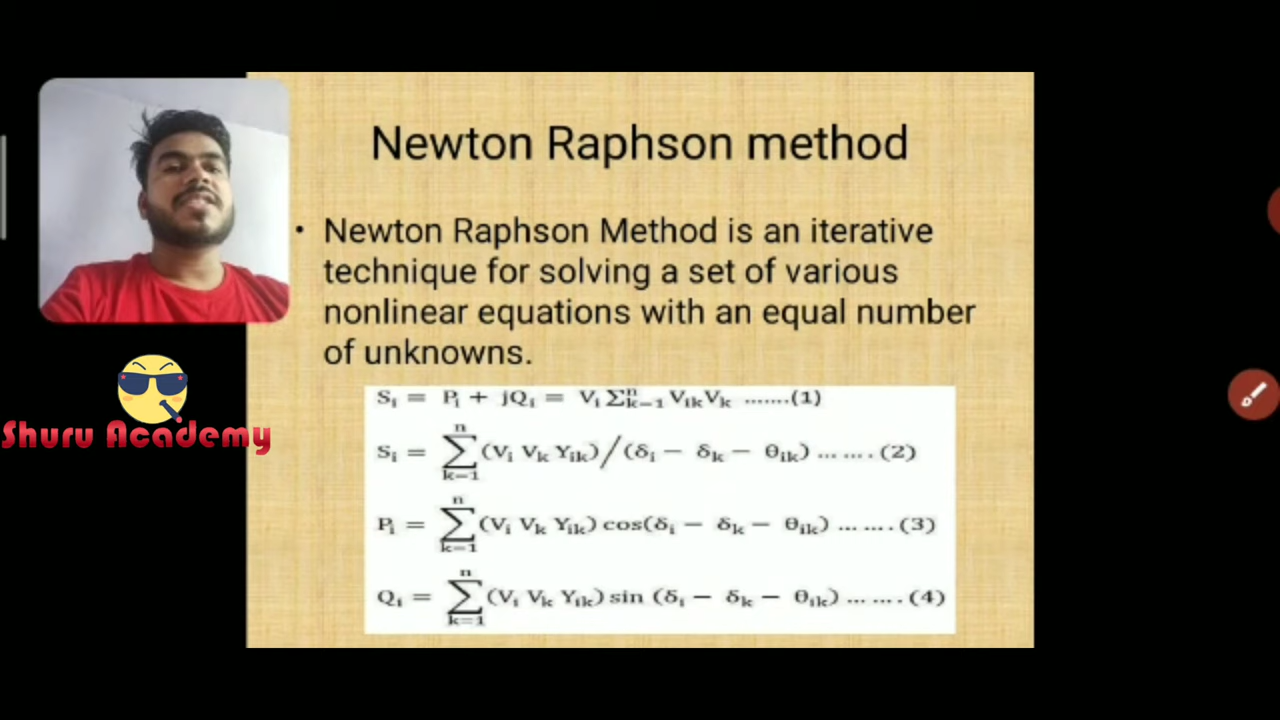 Newton Raphson method
• Newton Raphson Method is an iterative
technique for solving a set of various
nonlinear equations with an equal number
of unknowns.
Sᵢ = Pᵢ + jQᵢ = Vᵢ Σⁿₖ₌₁ Vᵢₖ Vₖ .......(1)
Sᵢ = Σⁿₖ₌₁ (Vᵢ Vₖ Yᵢₖ)/(δᵢ − δₖ − θᵢₖ) ... ... . (2)
Pᵢ = Σⁿₖ₌₁ (Vᵢ Vₖ Yᵢₖ) cos(δᵢ − δₖ − θᵢₖ) ... ... . (3)
Qᵢ = Σⁿₖ₌₁ (Vᵢ Vₖ Yᵢₖ) sin (δᵢ − δₖ − θᵢₖ) ... ... . (4)
Shuru Academy